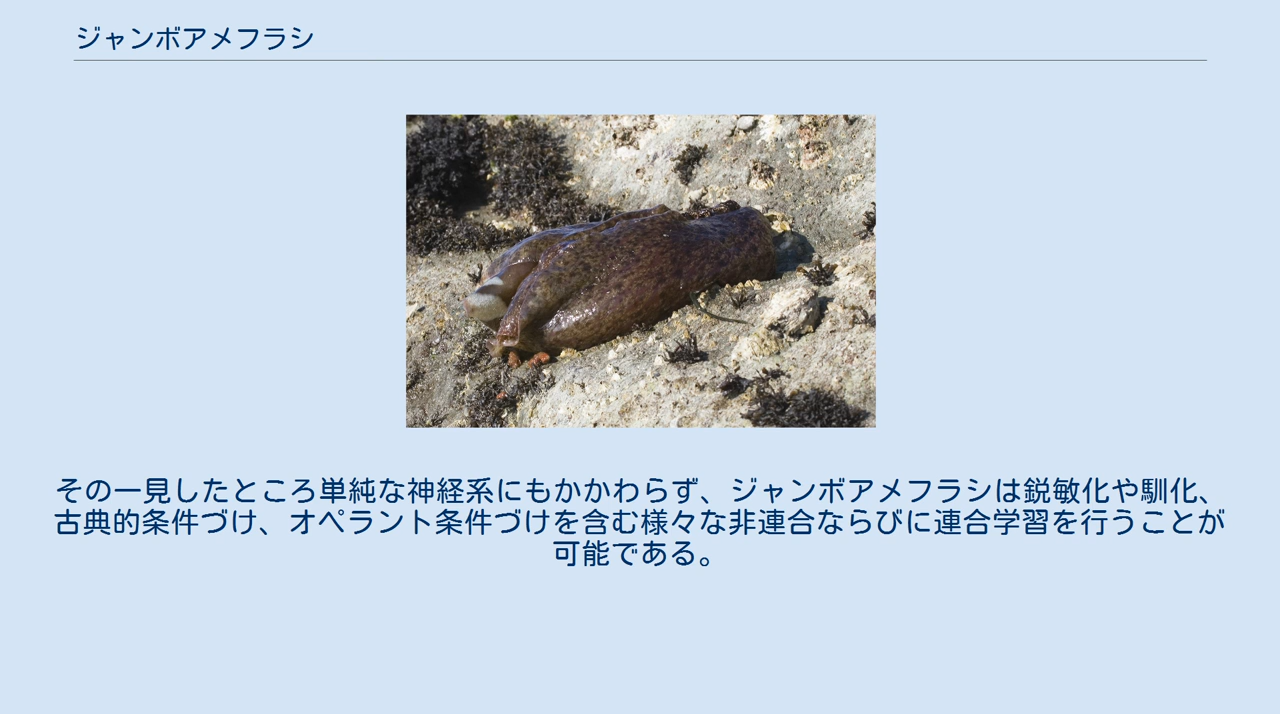 ジャンボアメフラシ
その一見したところ単純な神経系にもかかわらず、ジャンボアメフラシは鋭敏化や馴化、
古典的条件づけ、オペラント条件づけを含む様々な非連合ならびに連合学習を行うことが
可能である。